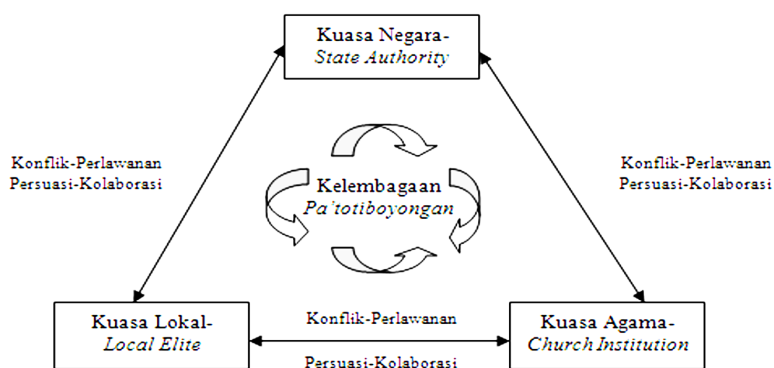 Kuasa Negara-
State Authority
Konflik-Perlawanan
Persuasi-Kolaborasi
Konflik-Perlawanan
Persuasi-Kolaborasi
Kelembagaan
Pa'totiboyongan
Kuasa Lokal-
Local Elite
Konflik-Perlawanan
Persuasi-Kolaborasi
Kuasa Agama-
Church Institution